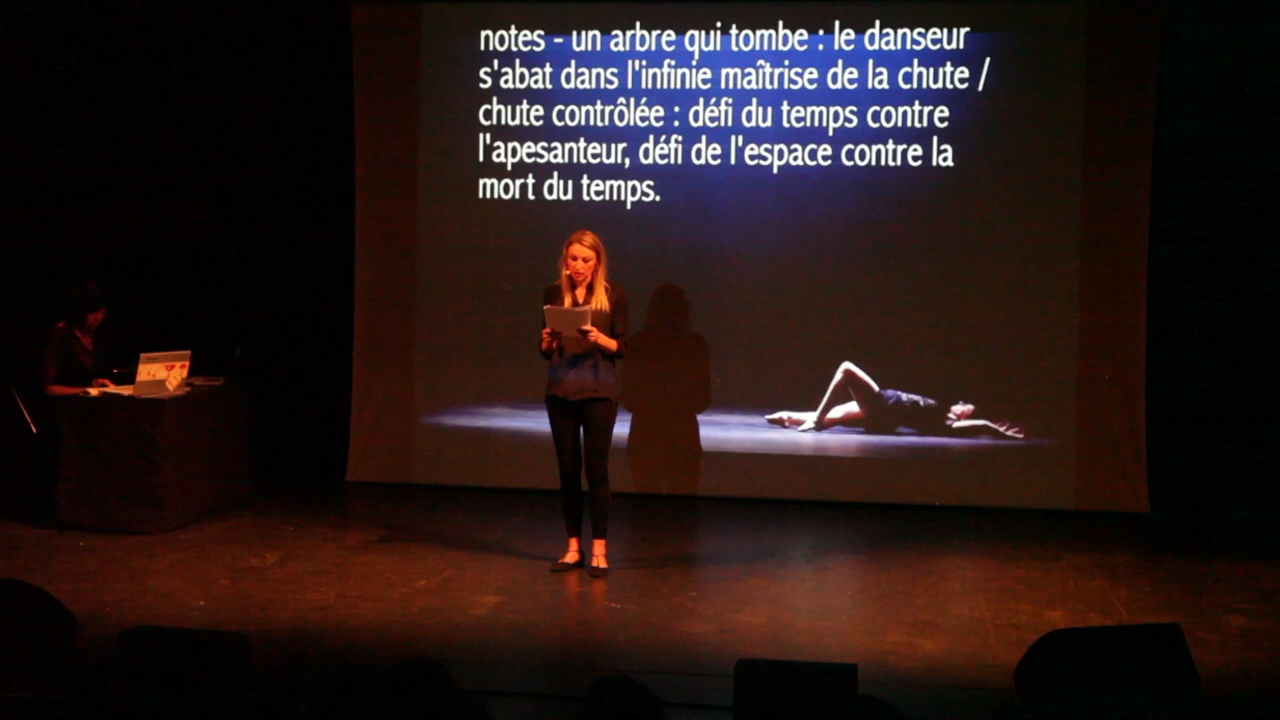 notes - un arbre qui tombe : le danseur
s'abat dans l'infinie maîtrise de la chute /
chute contrôlée : défi du temps contre
l'apesanteur, défi de l'espace contre la
mort du temps.